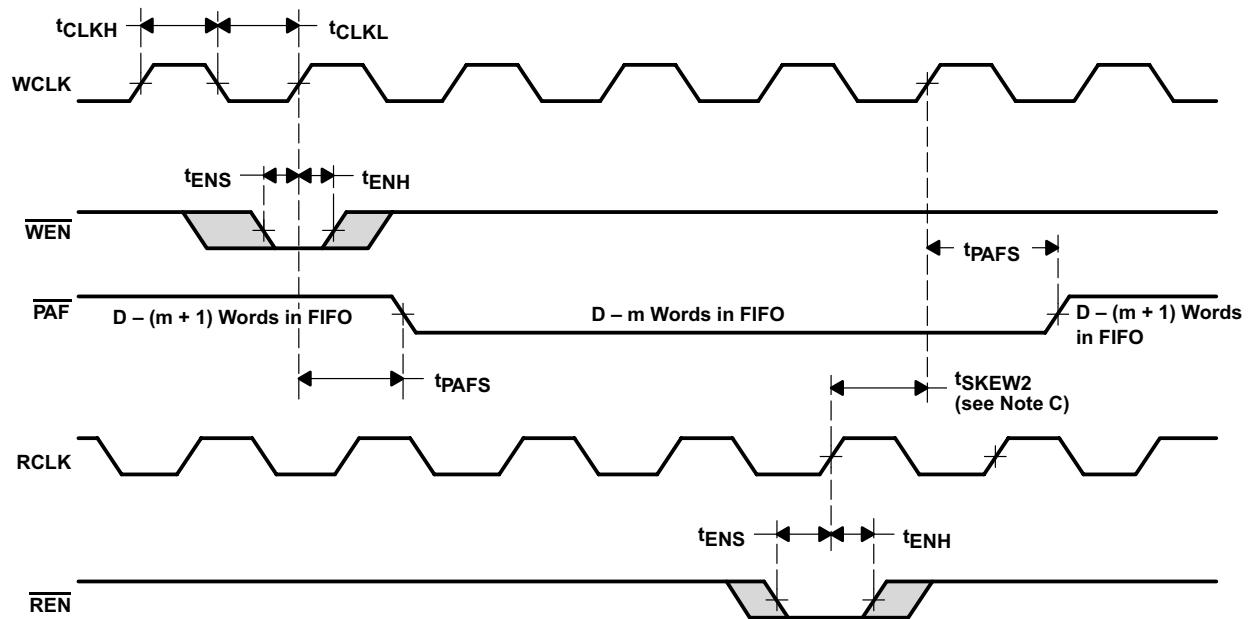 tCLKH
tCLKL
WCLK
tENS
tENH
WEN
tPAFS
PAF
D – (m + 1) Words in FIFO
D – m Words in FIFO
D – (m + 1) Words
in FIFO
tPAFS
tSKEW2
(see Note C)
RCLK
tENS
tENH
REN